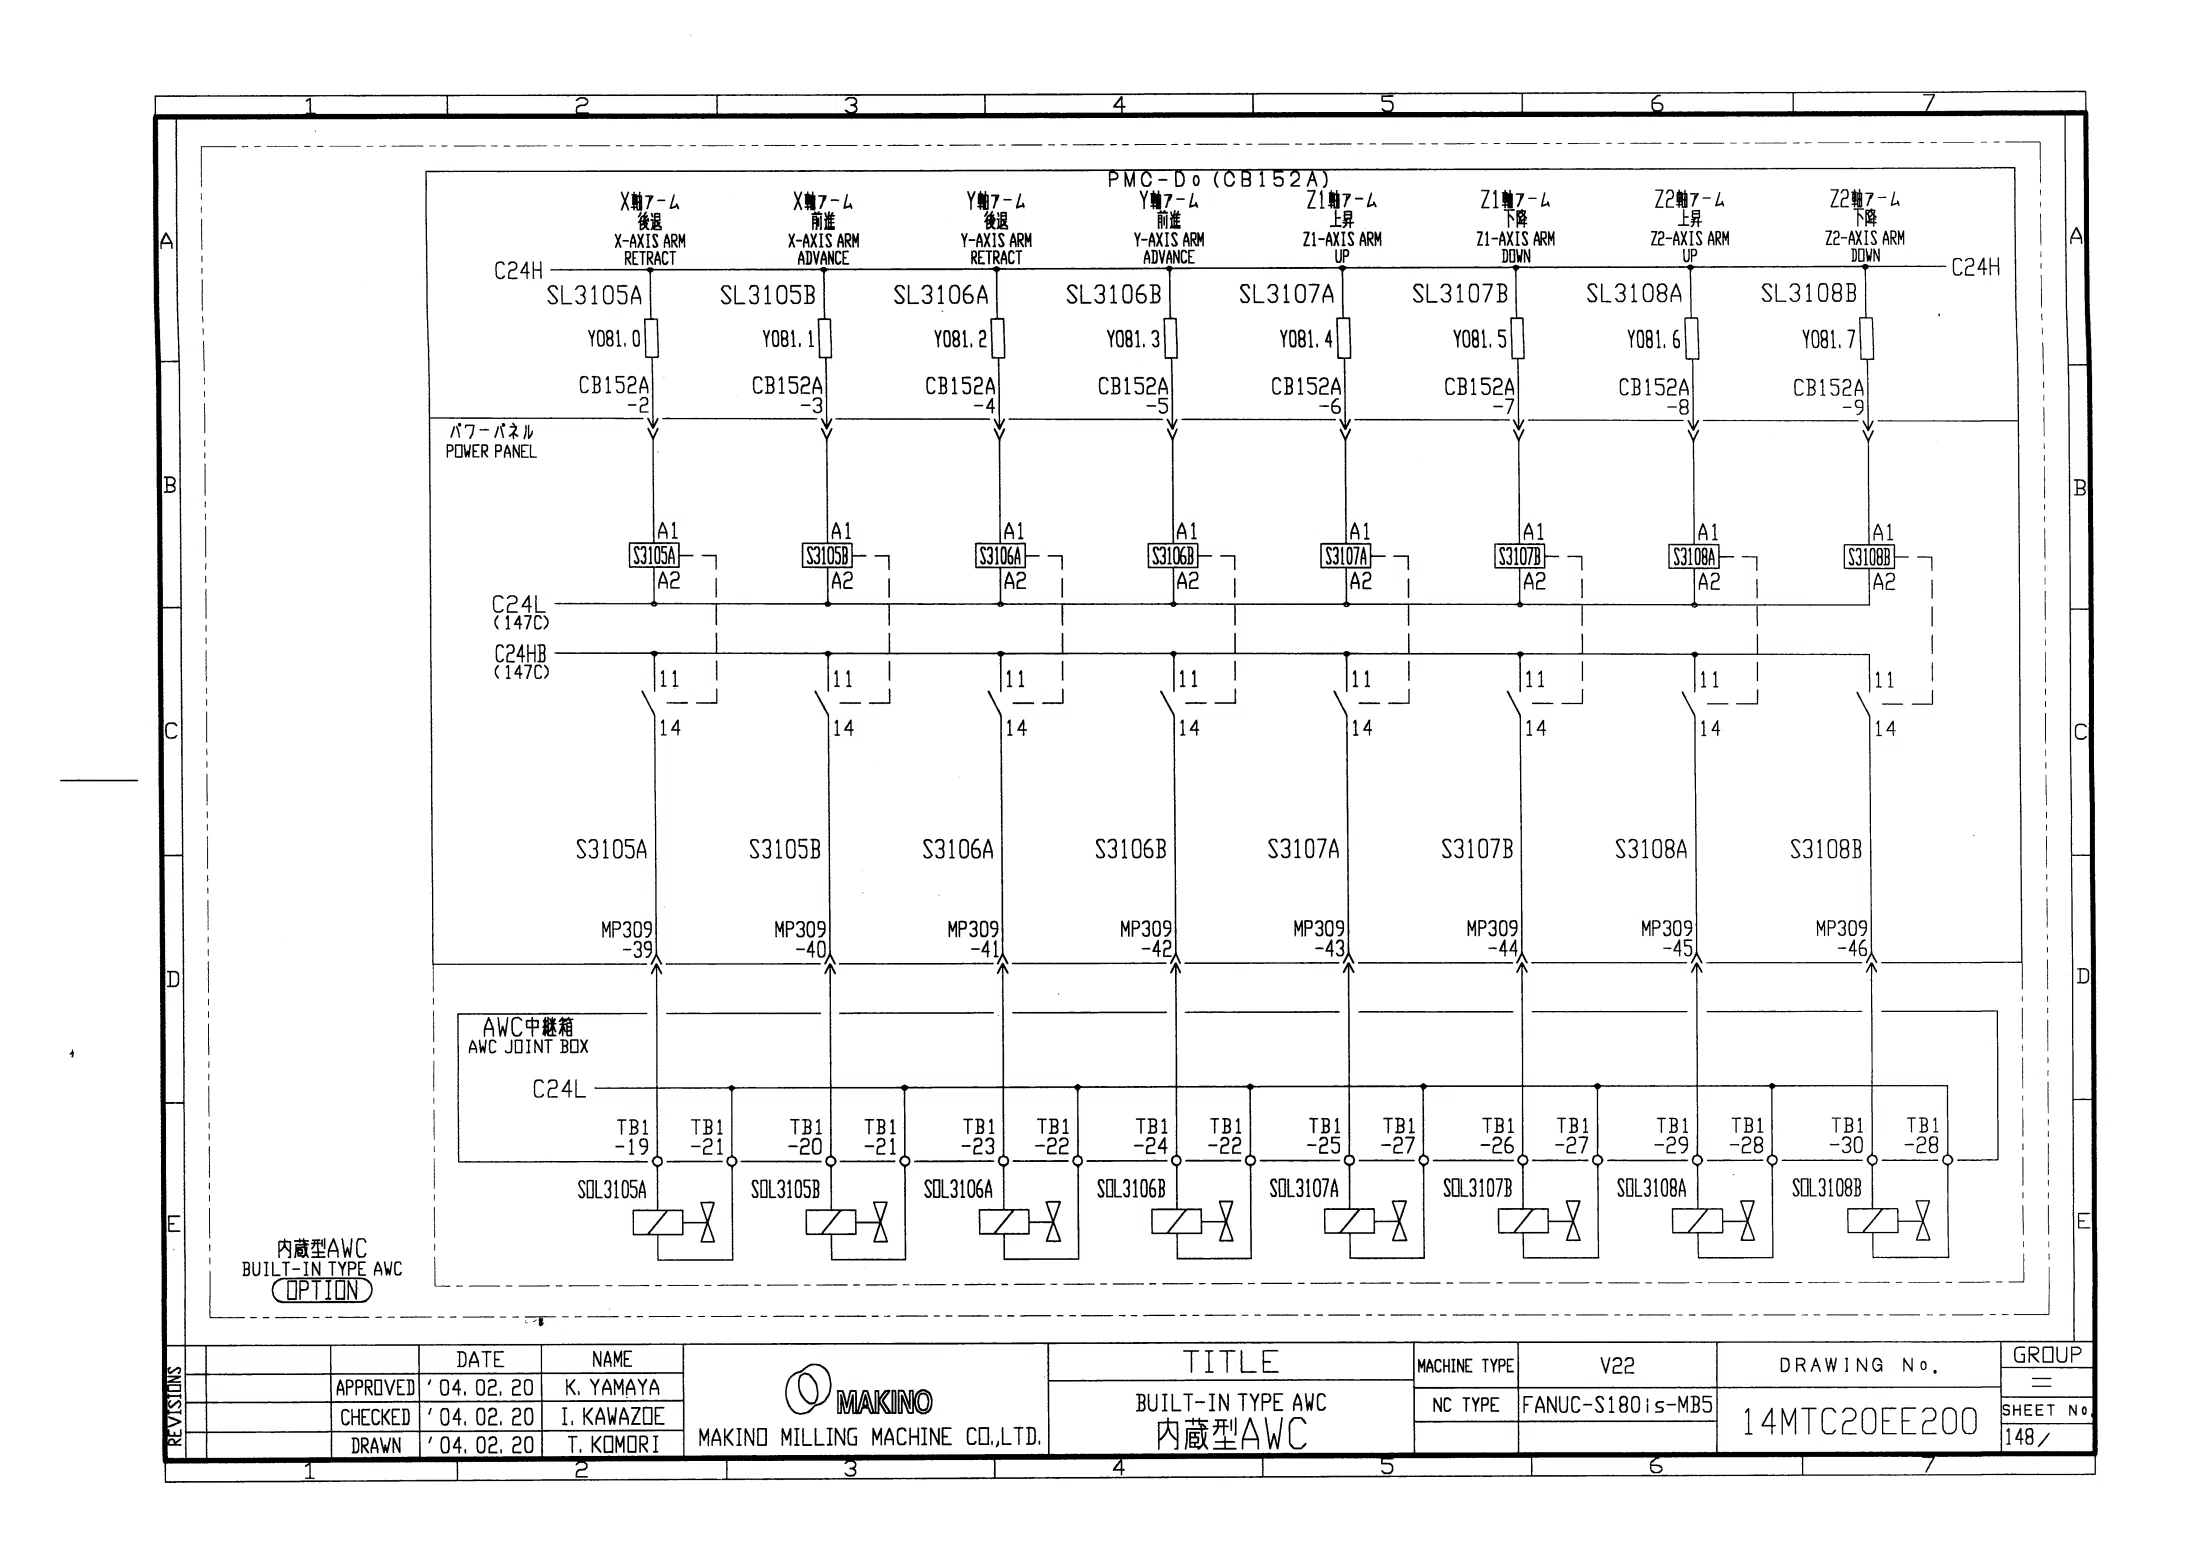 1 2 3 4 5 6 7
PMC-Do (CB152A)
X軸アーム X軸アーム Y軸アーム Y軸アーム Z1軸アーム Z1軸アーム Z2軸アーム Z2軸アーム
後退 前進 後退 前進 上昇 下降 上昇 下降
A X-AXIS ARM X-AXIS ARM Y-AXIS ARM Y-AXIS ARM Z1-AXIS ARM Z1-AXIS ARM Z2-AXIS ARM Z2-AXIS ARM A
RETRACT ADVANCE RETRACT ADVANCE UP DOWN UP DOWN
C24H C24H
SL3105A SL3105B SL3106A SL3106B SL3107A SL3107B SL3108A SL3108B
Y081.0 Y081.1 Y081.2 Y081.3 Y081.4 Y081.5 Y081.6 Y081.7
CB152A CB152A CB152A CB152A CB152A CB152A CB152A CB152A
-2 -3 -4 -5 -6 -7 -8 -9
パワーパネル
POWER PANEL
B B
A1 A1 A1 A1 A1 A1 A1 A1
S3105A S3105B S3106A S3106B S3107A S3107B S3108A S3108B
A2 A2 A2 A2 A2 A2 A2 A2
C24L
(147C)
C24HB
(147C)
11 11 11 11 11 11 11 11
C 14 14 14 14 14 14 14 14 C
S3105A S3105B S3106A S3106B S3107A S3107B S3108A S3108B
MP309 MP309 MP309 MP309 MP309 MP309 MP309 MP309
-39 -40 -41 -42 -43 -44 -45 -46
D D
AWC中継箱
AWC JOINT BOX
C24L
TB1 TB1 TB1 TB1 TB1 TB1 TB1 TB1 TB1 TB1 TB1 TB1 TB1 TB1 TB1 TB1
-19 -21 -20 -21 -23 -22 -24 -22 -25 -27 -26 -27 -29 -28 -30 -28
SOL3105A SOL3105B SOL3106A SOL3106B SOL3107A SOL3107B SOL3108A SOL3108B
E E
内蔵型AWC
BUILT-IN TYPE AWC
OPTION
REVISIONS
DATE NAME
APPROVED '04.02.20 K. YAMAYA
CHECKED '04.02.20 I. KAWAZOE
DRAWN '04.02.20 T. KOMORI
MAKINO
MAKINO MILLING MACHINE CO.,LTD.
TITLE
BUILT-IN TYPE AWC
内蔵型AWC
MACHINE TYPE V22
NC TYPE FANUC-S180is-MB5
DRAWING No.
14MTC20EE200
GROUP
=
SHEET No.
148/
1 2 3 4 5 6 7